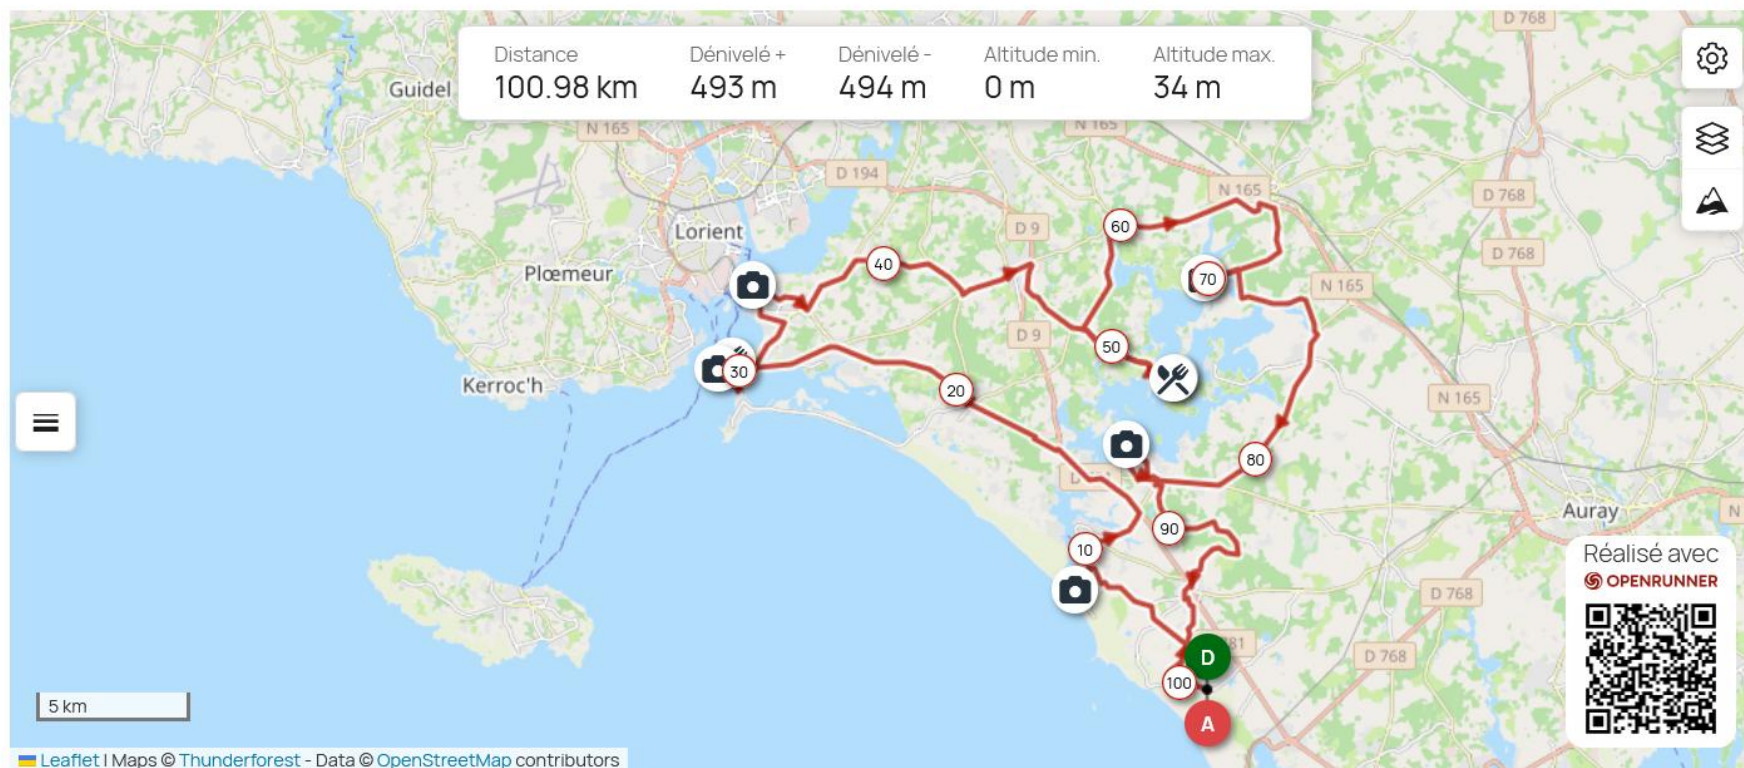 D 768
Distance
100.98 km
Dénivelé +
493 m
Dénivelé -
494 m
Altitude min.
0 m
Altitude max.
34 m
Guidel
N 165
N 165
D 194
N 165
D 768
D 9
60
Lorient
D 768
Plœmeur
40
70
N 165
D 9
50
30
Kerroc'h
20
N 165
80
Auray
N
90
10
Réalisé avec
OPENRUNNER
D 768
D 768
D
100
A
5 km
Leaflet | Maps © Thunderforest - Data © OpenStreetMap contributors